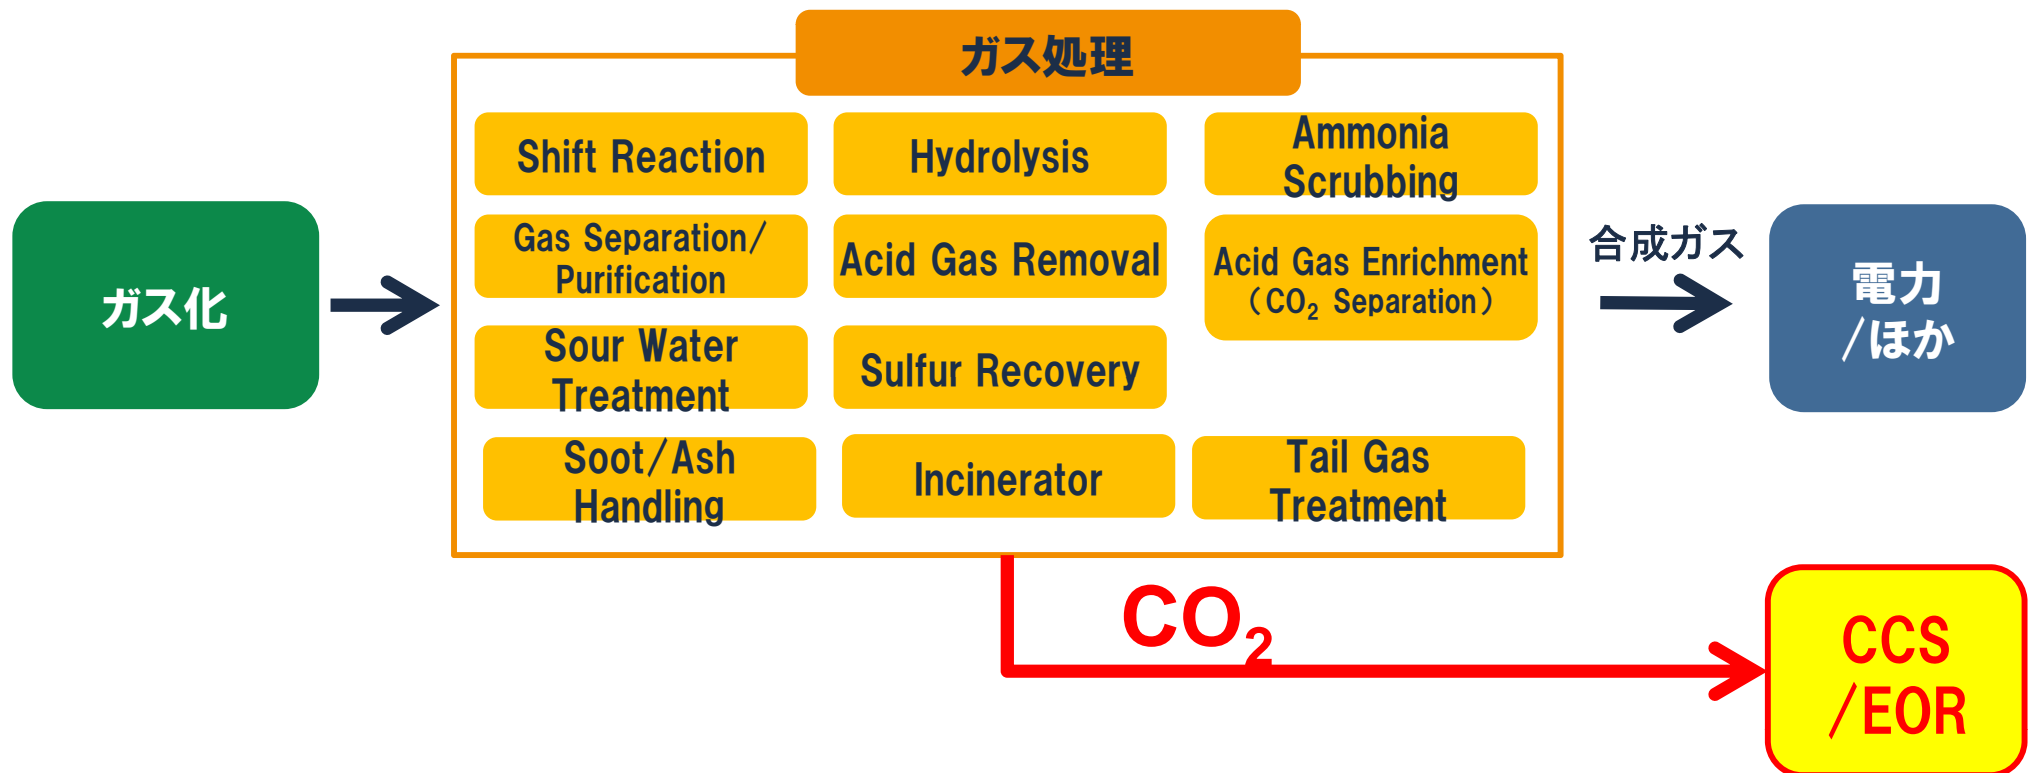 ガス処理
Shift Reaction
Hydrolysis
Ammonia
Scrubbing
Gas Separation/
Purification
Acid Gas Removal
Acid Gas Enrichment
(CO₂ Separation)
Sour Water
Treatment
Sulfur Recovery
Soot/Ash
Handling
Incinerator
Tail Gas
Treatment
ガス化
合成ガス
電力
/ほか
CO₂
CCS
/EOR